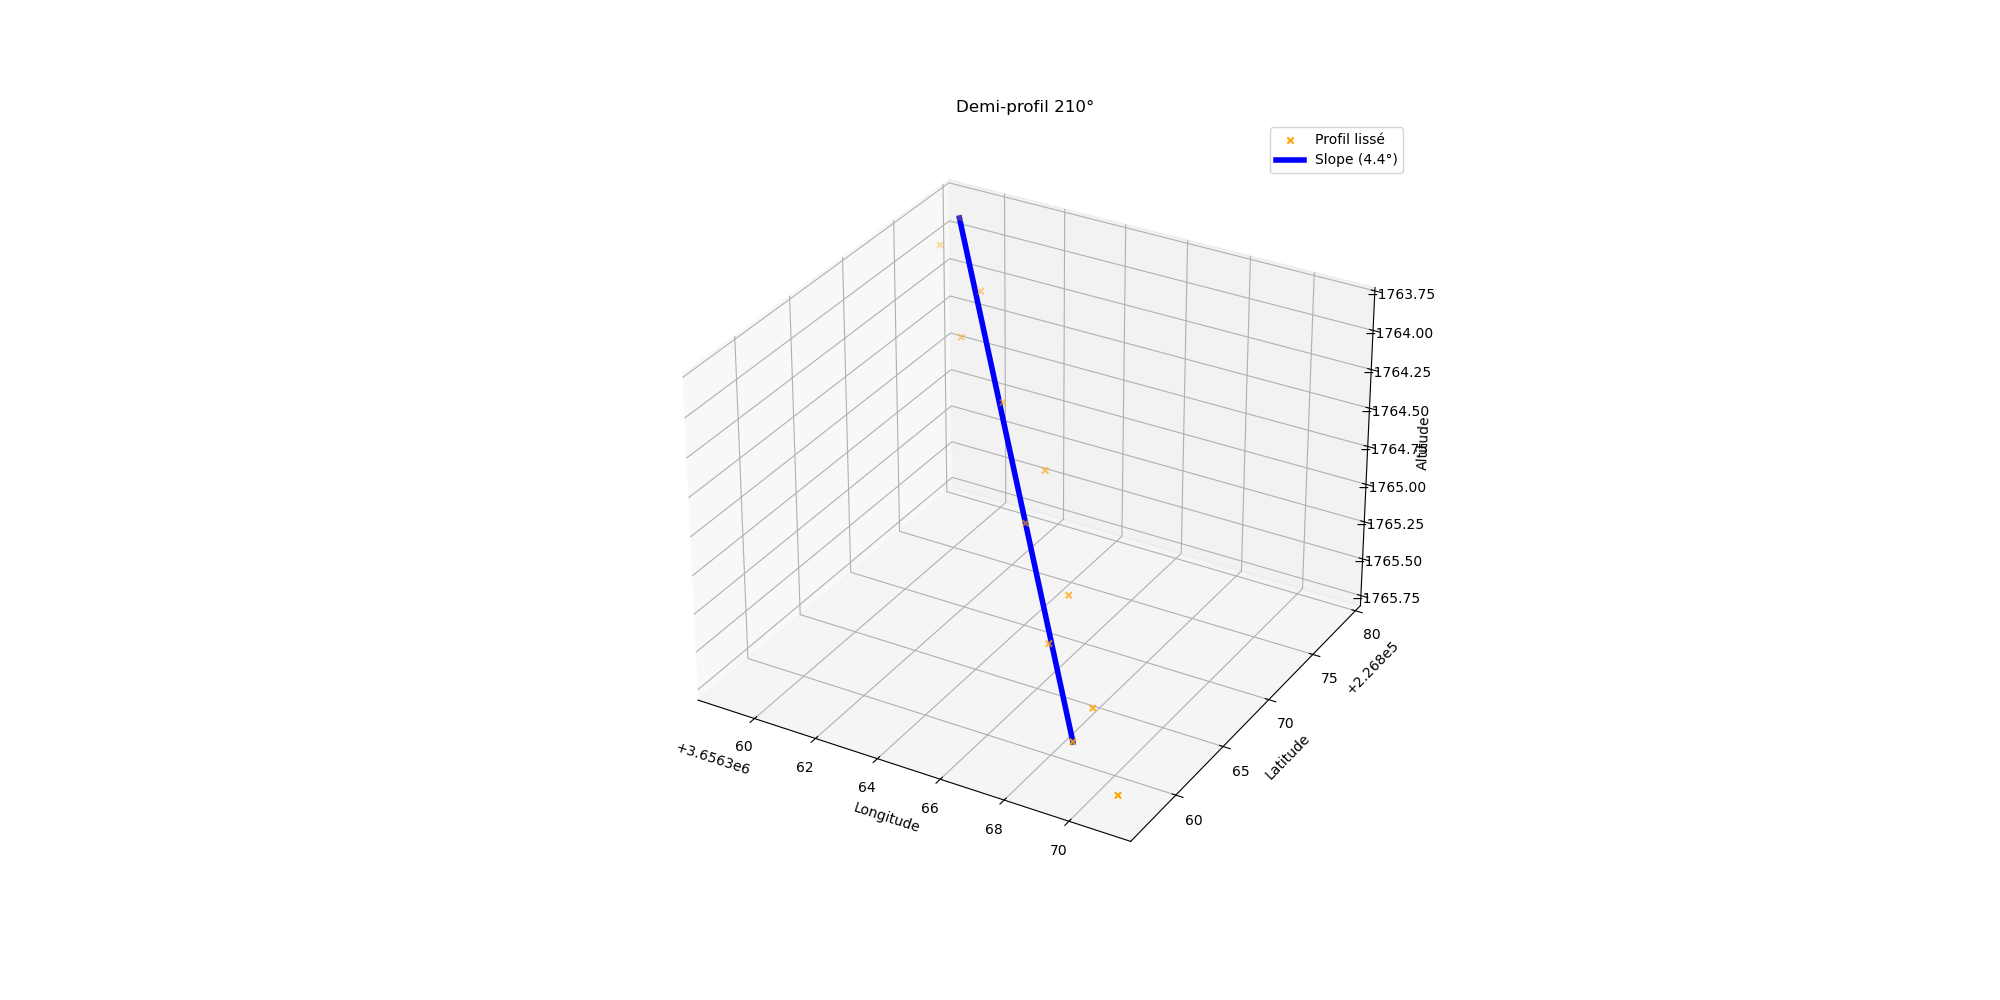 Demi-profil 210°
Profil lissé
Slope (4.4°)
1763.75
1764.00
1764.25
1764.50
1764.75
1765.00
1765.25
1765.50
1765.75
Altitude
80
75
70
65
60
+2.268e5
Latitude
60
62
64
66
68
70
+3.6563e6
Longitude